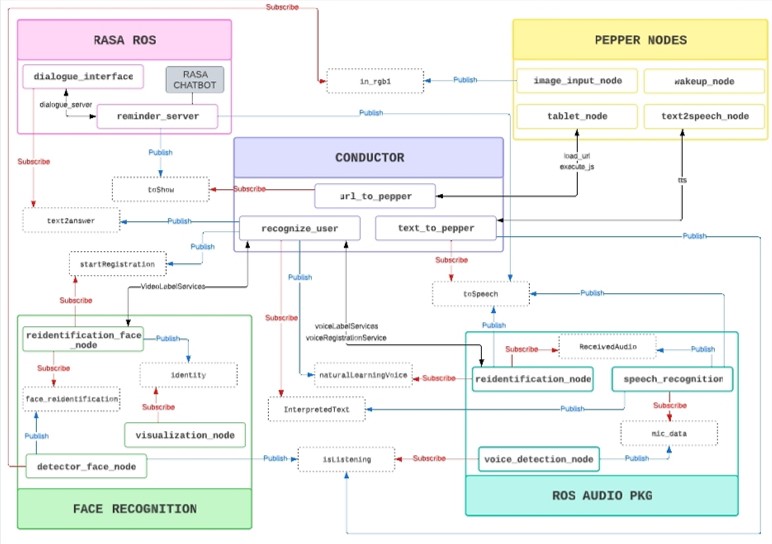 Subscribe
RASA ROS
PEPPER NODES
dialogue_interface
RASA
CHATBOT
in_rgb1
Publish
image_input_node
wakeup_node
dialogue_server
reminder_server
Publish
tablet_node
text2speech_node
Publish
CONDUCTOR
load_url
execute_js
Subscribe
toShow
Subscribe
url_to_pepper
tts
text2answer
Publish
recognize_user
text_to_pepper
Publish
Publish
startRegistration
Subscribe
Publish
VideoLabelServices
toSpeech
Publish
Subscribe
voiceLabelServices
voiceRegistrationService
Publish
reidentification_face
_node
Publish
Subscribe
ReceivedAudio
Publish
Subscribe
identity
Subscribe
naturalLearningVoice
Subscribe
reidentification_node
speech_recognition
face_reidentification
Subscribe
InterpretedText
Publish
Subscribe
Publish
visualization_node
mic_data
detector_face_node
Publish
isListening
Subscribe
voice_detection_node
Publish
FACE RECOGNITION
ROS AUDIO PKG
Publish